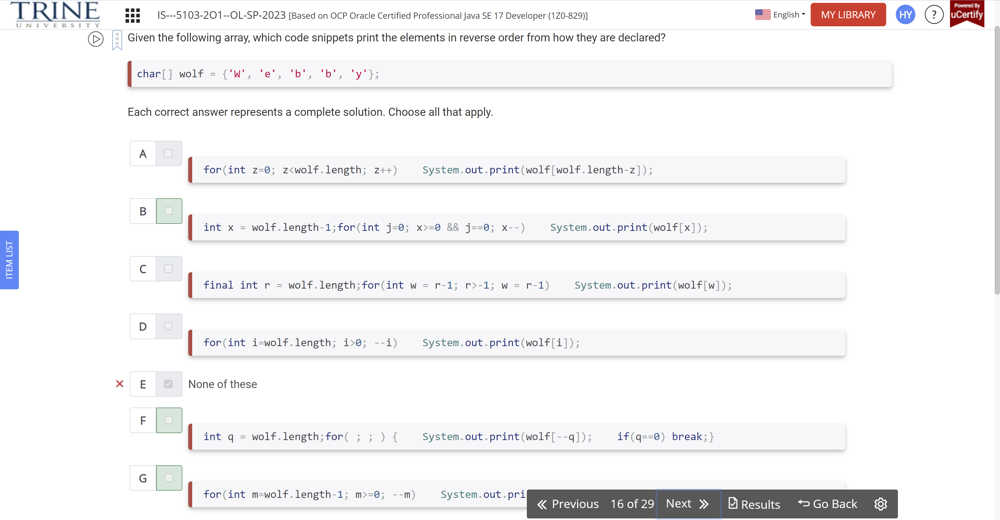 TRINE
UNIVERSITY
IS---5103-2O1--OL-SP-2023 [Based on OCP Oracle Certified Professional Java SE 17 Developer (1Z0-829)]
English
MY LIBRARY
HY
?
Powered By
uCertify
Given the following array, which code snippets print the elements in reverse order from how they are declared?
char[] wolf = {'W', 'e', 'b', 'b', 'y'};
Each correct answer represents a complete solution. Choose all that apply.
A
for(int z=0; z<wolf.length; z++)    System.out.print(wolf[wolf.length-z]);
B
int x = wolf.length-1;for(int j=0; x>=0 && j==0; x--)    System.out.print(wolf[x]);
ITEM LIST
C
final int r = wolf.length;for(int w = r-1; r>-1; w = r-1)    System.out.print(wolf[w]);
D
for(int i=wolf.length; i>0; --i)    System.out.print(wolf[i]);
E
None of these
F
int q = wolf.length;for( ; ; ) {    System.out.print(wolf[--q]);    if(q==0) break;}
G
for(int m=wolf.length-1; m>=0; --m)    System.out.pri
Previous
16 of 29
Next
Results
Go Back